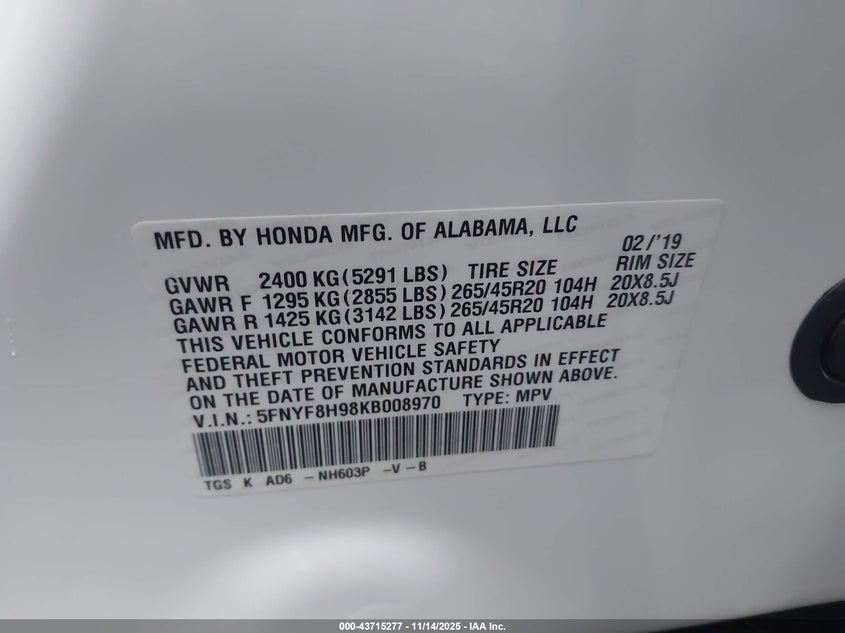 MFD. BY HONDA MFG. OF ALABAMA, LLC 02/'19
GVWR 2400 KG(5291 LBS) TIRE SIZE RIM SIZE
GAWR F 1295 KG(2855 LBS)265/45R20 104H 20X8.5J
GAWR R 1425 KG(3142 LBS)265/45R20 104H 20X8.5J
THIS VEHICLE CONFORMS TO ALL APPLICABLE
FEDERAL MOTOR VEHICLE SAFETY
AND THEFT PREVENTION STANDARDS IN EFFECT
ON THE DATE OF MANUFACTURE SHOWN ABOVE.
V.I.N.: 5FNYF8H98KB008970 TYPE: MPV
TGS K AD6 -NH603P -V-B
000-43715277 - 11/14/2025 - IAA Inc.